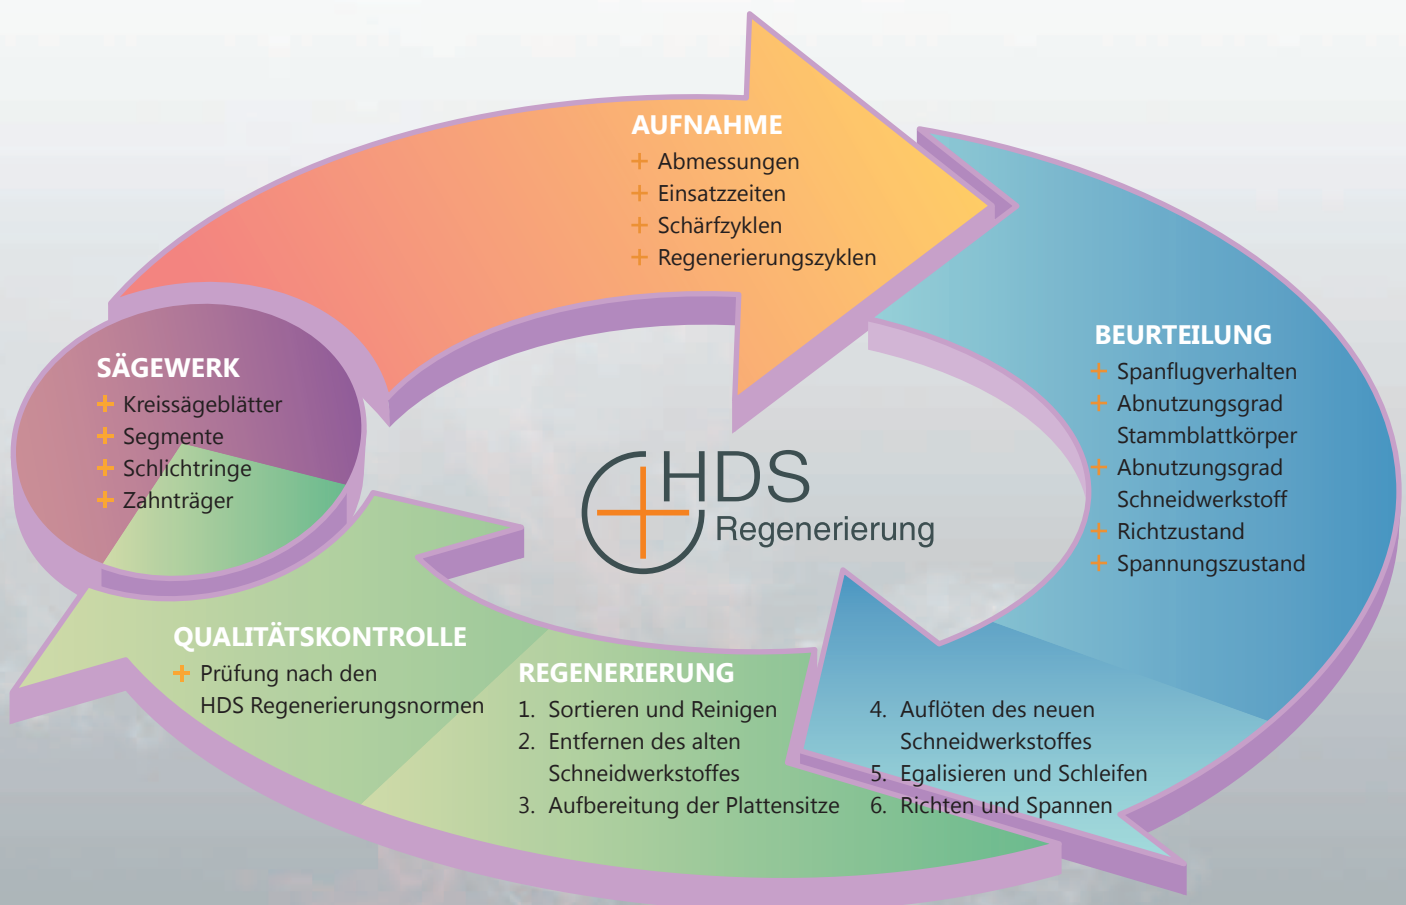 AUFNAHME
+ Abmessungen
+ Einsatzzeiten
+ Schärfzyklen
+ Regenerierungszyklen
BEURTEILUNG
+ Spanflugverhalten
+ Abnutzungsgrad
Stammblattkörper
+ Abnutzungsgrad
Schneidwerkstoff
+ Richtzustand
+ Spannungszustand
SÄGEWERK
+ Kreissägeblätter
+ Segmente
+ Schlichtringe
+ Zahnträger
HDS
Regenerierung
QUALITÄTSKONTROLLE
+ Prüfung nach den
HDS Regenerierungsnormen
REGENERIERUNG
1. Sortieren und Reinigen
2. Entfernen des alten
Schneidwerkstoffes
3. Aufbereitung der Plattensitze
4. Auflöten des neuen
Schneidwerkstoffes
5. Egalisieren und Schleifen
6. Richten und Spannen